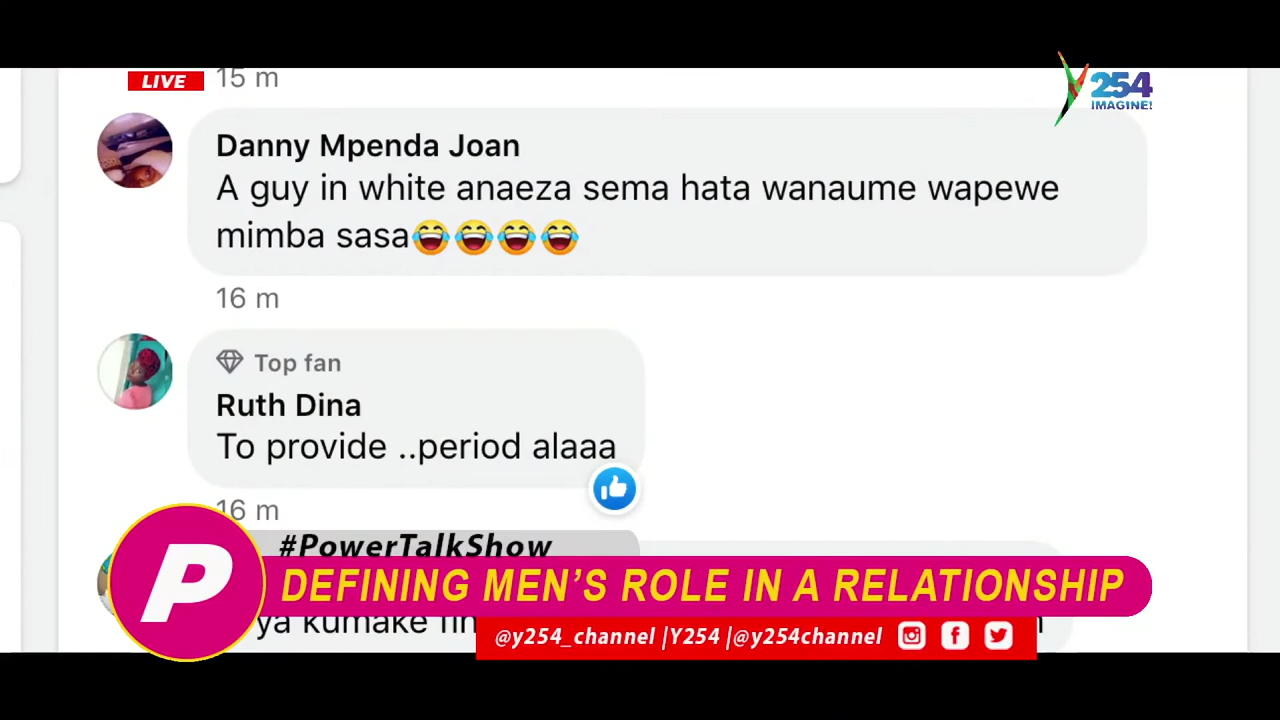 LIVE
15 m
254
IMAGINE!
Danny Mpenda Joan
A guy in white anaeza sema hata wanaume wapewe
mimba sasa😂😂😂😂
16 m
Top fan
Ruth Dina
To provide ..period alaaa
16 m
#PowerTalkShow
P
DEFINING MEN'S ROLE IN A RELATIONSHIP
ya kumake
@y254_channel |Y254 |@y254channel